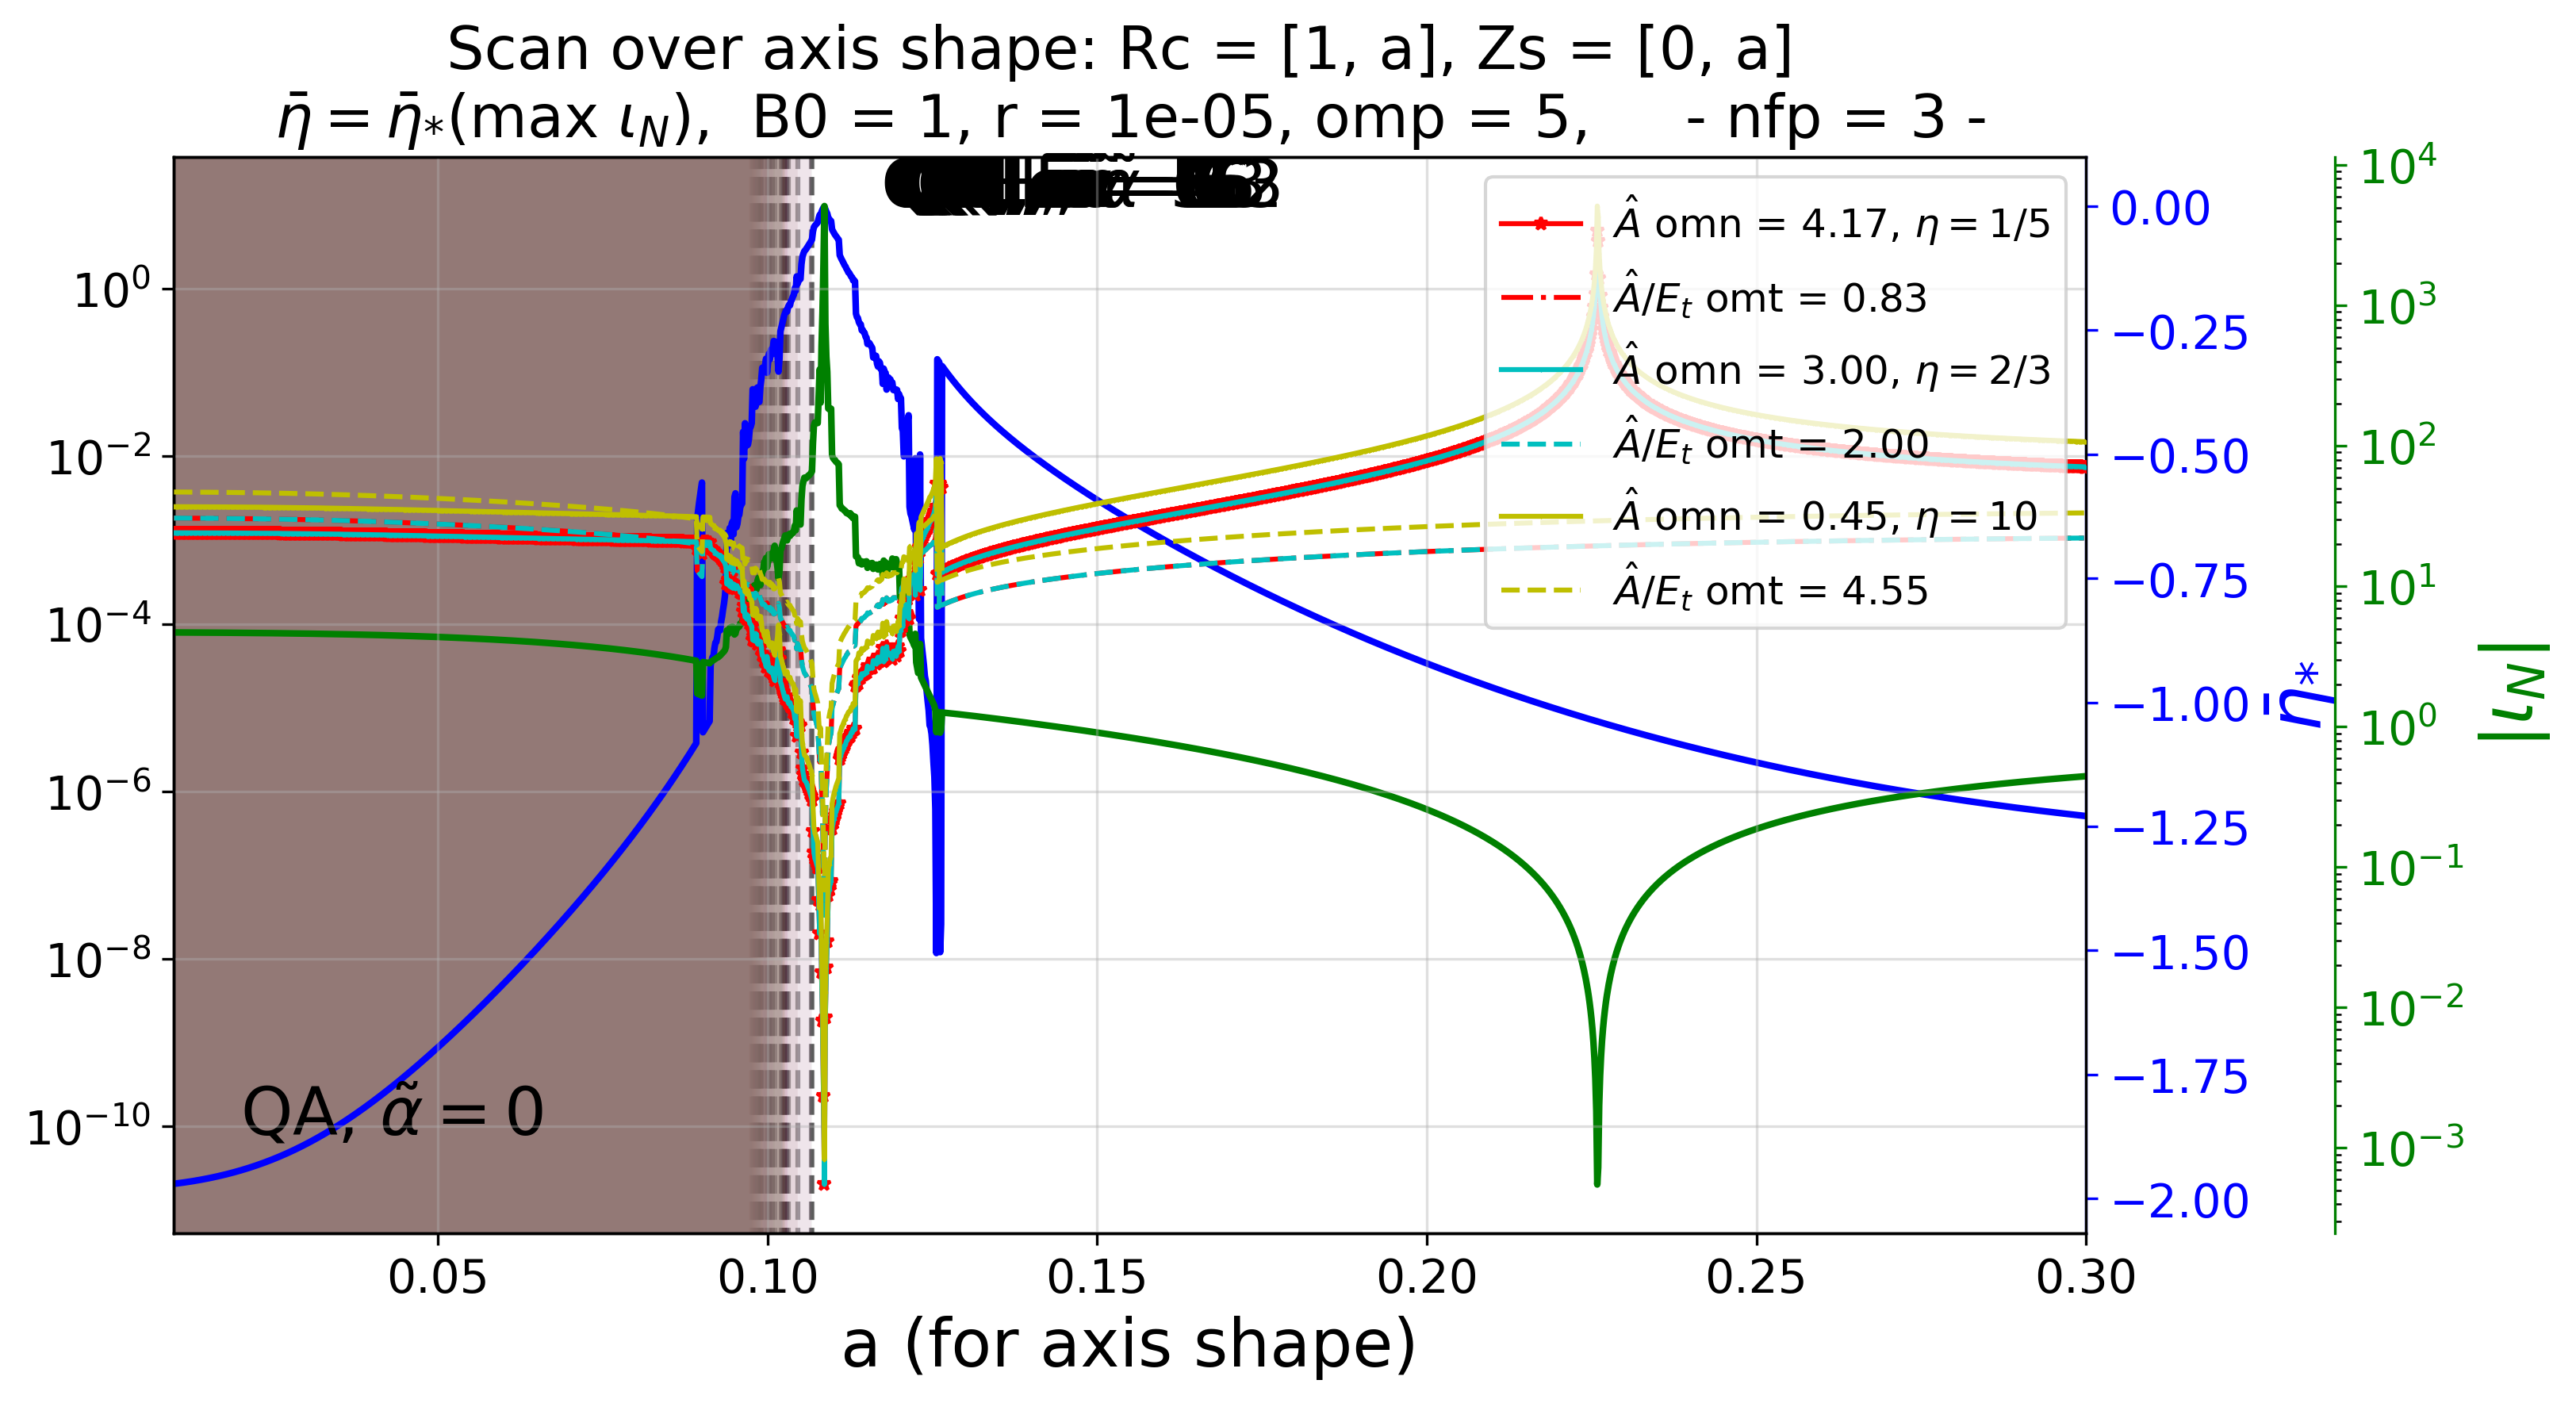 Scan over axis shape: Rc = [1, a], Zs = [0, a]
η̄ = η̄*(max ι_N), B0 = 1, r = 1e-05, omp = 5, - nfp = 3 -
Â omn = 4.17, η = 1/5
Â/E_t omt = 0.83
Â omn = 3.00, η = 2/3
Â/E_t omt = 2.00
Â omn = 0.45, η = 10
Â/E_t omt = 4.55
QA, α̃ = 0
10^0
10^-2
10^-4
10^-6
10^-8
10^-10
0.05
0.10
0.15
0.20
0.25
0.30
a (for axis shape)
0.00
−0.25
−0.50
−0.75
−1.00
−1.25
−1.50
−1.75
−2.00
η̄*
10^4
10^3
10^2
10^1
10^0
10^-1
10^-2
10^-3
|ι_N|